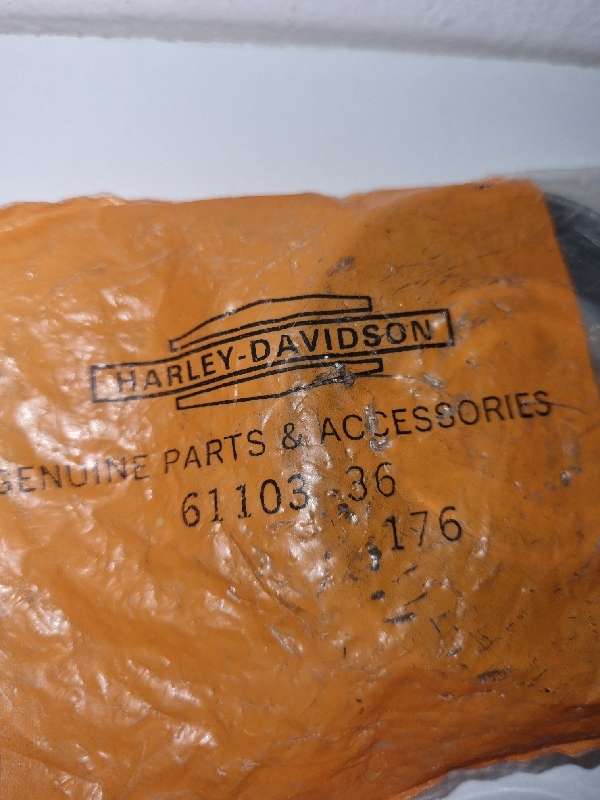 HARLEY-DAVIDSON
GENUINE PARTS & ACCESSORIES
61103 36
176